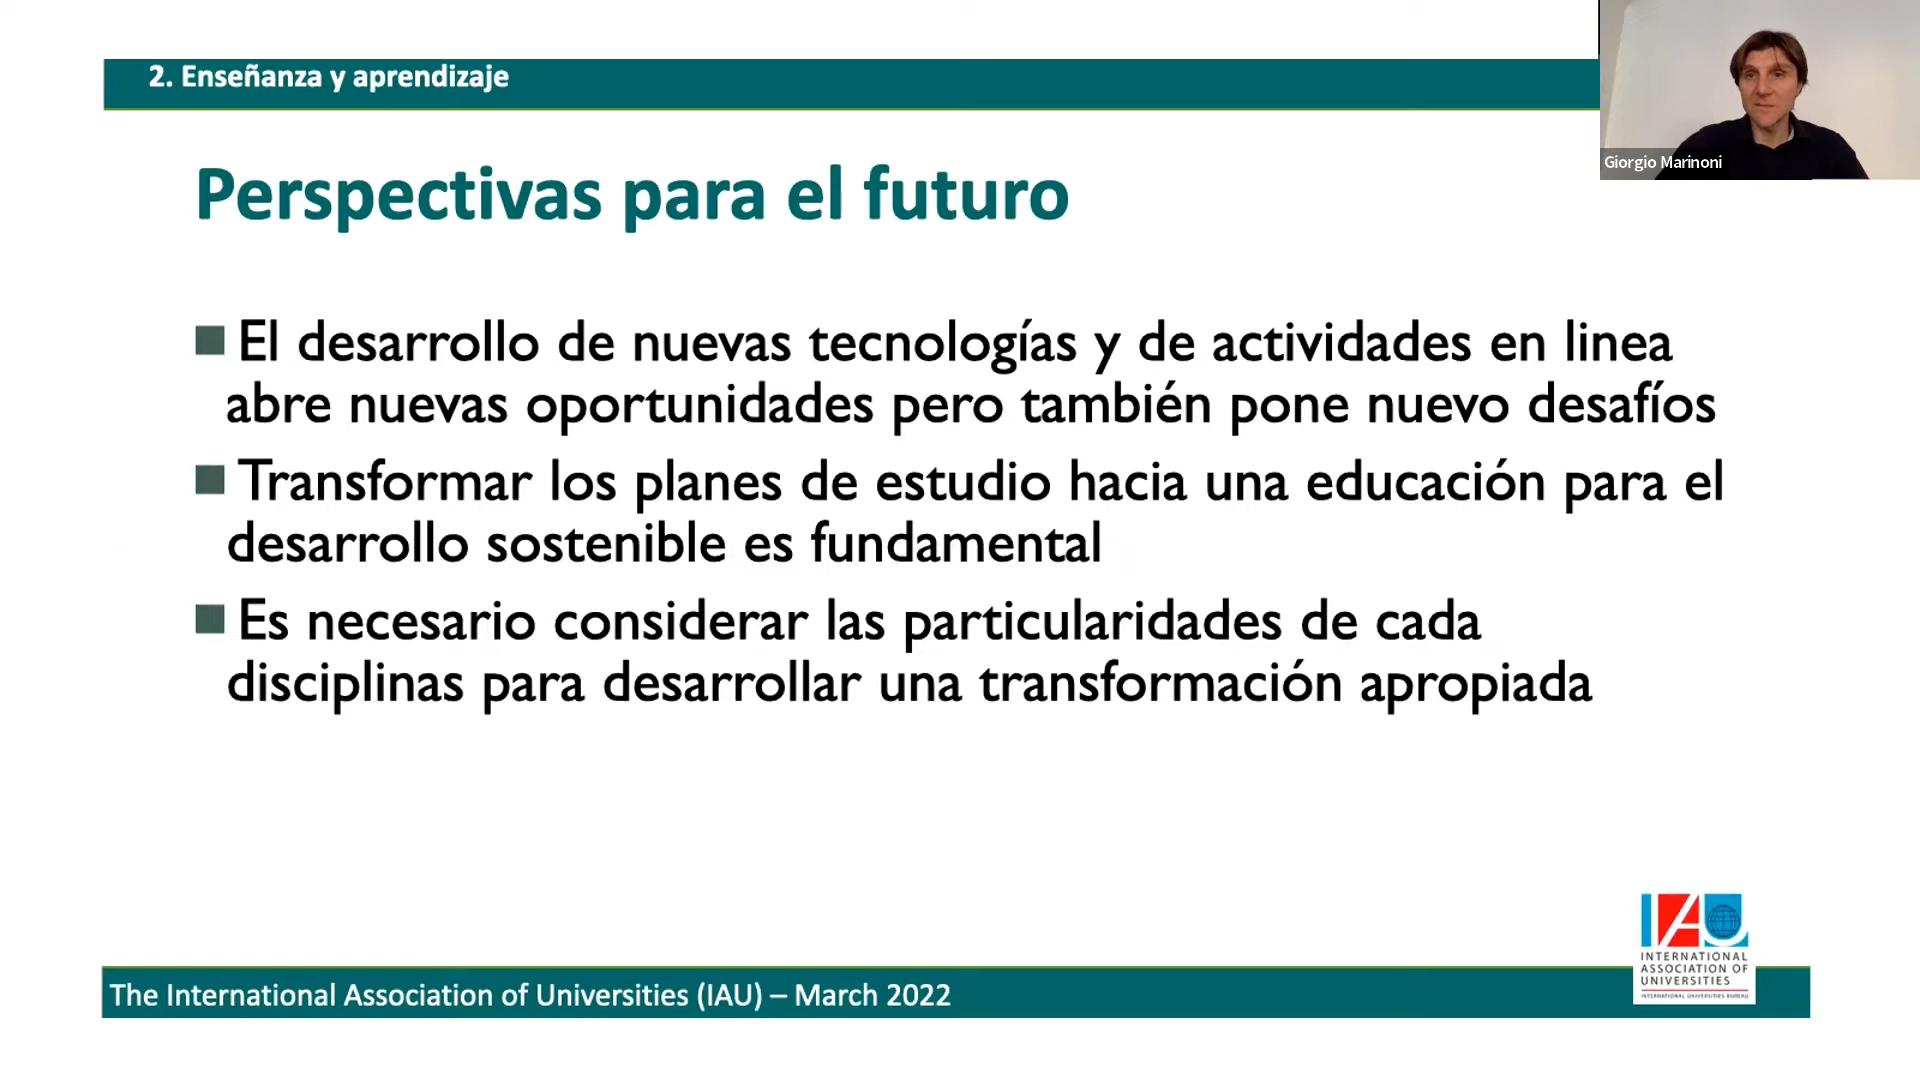 2. Enseñanza y aprendizaje
Giorgio Marinoni
Perspectivas para el futuro
El desarrollo de nuevas tecnologías y de actividades en linea
abre nuevas oportunidades pero también pone nuevo desafíos
Transformar los planes de estudio hacia una educación para el
desarrollo sostenible es fundamental
Es necesario considerar las particularidades de cada
disciplinas para desarrollar una transformación apropiada
IAU
INTERNATIONAL
ASSOCIATION OF
UNIVERSITIES
INTERNATIONAL UNIVERSITIES BUREAU
The International Association of Universities (IAU) – March 2022